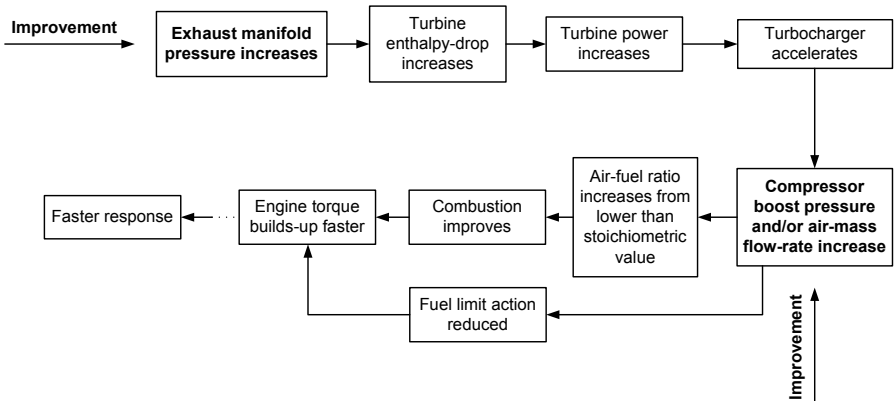 Improvement
Exhaust manifold
pressure increases
Turbine
enthalpy-drop
increases
Turbine power
increases
Turbocharger
accelerates
Compressor
boost pressure
and/or air-mass
flow-rate increase
Air-fuel ratio
increases from
lower than
stoichiometric
value
Combustion
improves
Engine torque
builds-up faster
Faster response
Fuel limit action
reduced
Improvement